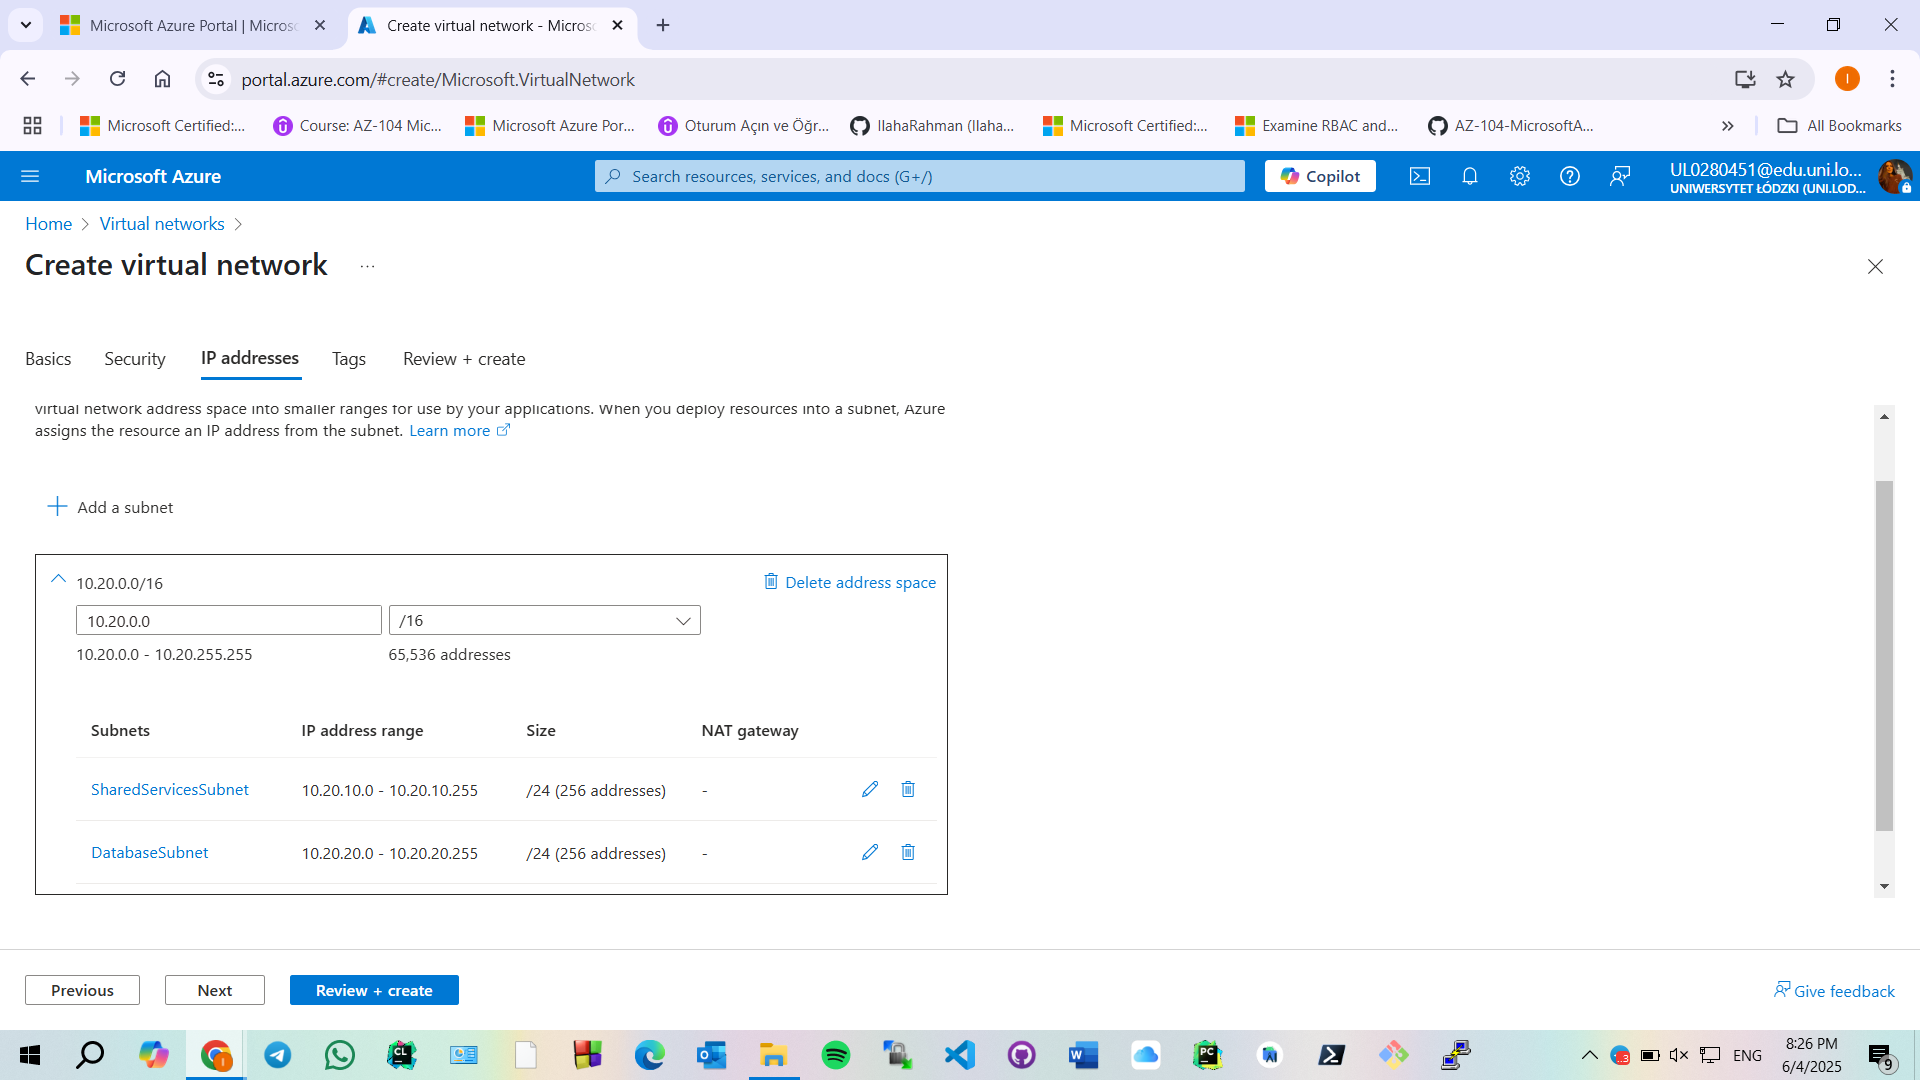 Microsoft Azure Portal | Micros
Create virtual network - Micros
portal.azure.com/#create/Microsoft.VirtualNetwork
Microsoft Certified:...
Course: AZ-104 Mic...
Microsoft Azure Por...
Oturum Açın ve Öğr...
IlahaRahman (Ilaha...
Microsoft Certified:...
Examine RBAC and...
AZ-104-MicrosoftA...
All Bookmarks
Microsoft Azure
Search resources, services, and docs (G+/)
Copilot
UL0280451@edu.uni.lo...
UNIWERSYTET ŁÓDZKI (UNI.LOD...
Home > Virtual networks >
Create virtual network ...
Basics
Security
IP addresses
Tags
Review + create
virtual network address space into smaller ranges for use by your applications. When you deploy resources into a subnet, Azure
assigns the resource an IP address from the subnet. Learn more
Add a subnet
10.20.0.0/16
Delete address space
10.20.0.0
/16
10.20.0.0 - 10.20.255.255
65,536 addresses
Subnets
IP address range
Size
NAT gateway
SharedServicesSubnet
10.20.10.0 - 10.20.10.255
/24 (256 addresses)
-
DatabaseSubnet
10.20.20.0 - 10.20.20.255
/24 (256 addresses)
-
Previous
Next
Review + create
Give feedback
ENG
8:26 PM
6/4/2025
9